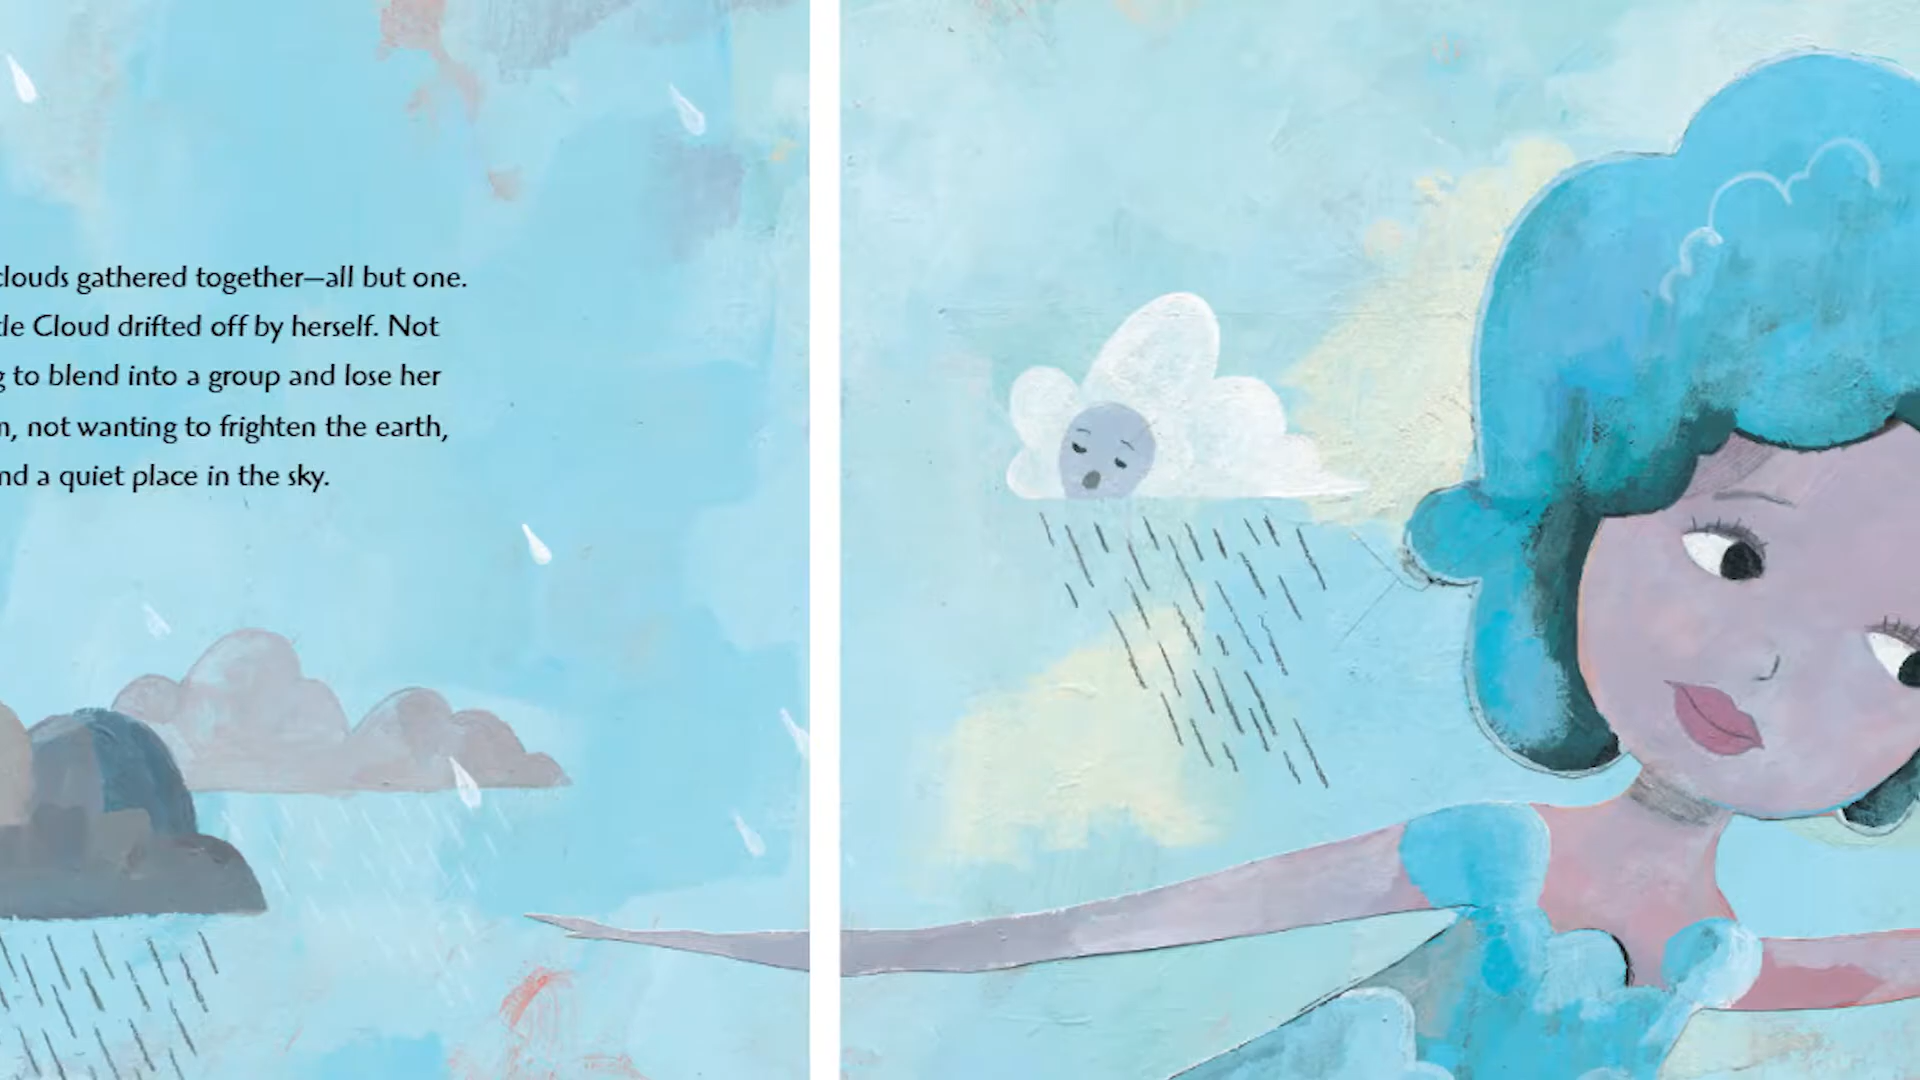 clouds gathered together—all but one.
tle Cloud drifted off by herself. Not
g to blend into a group and lose her
, not wanting to frighten the earth,
nd a quiet place in the sky.